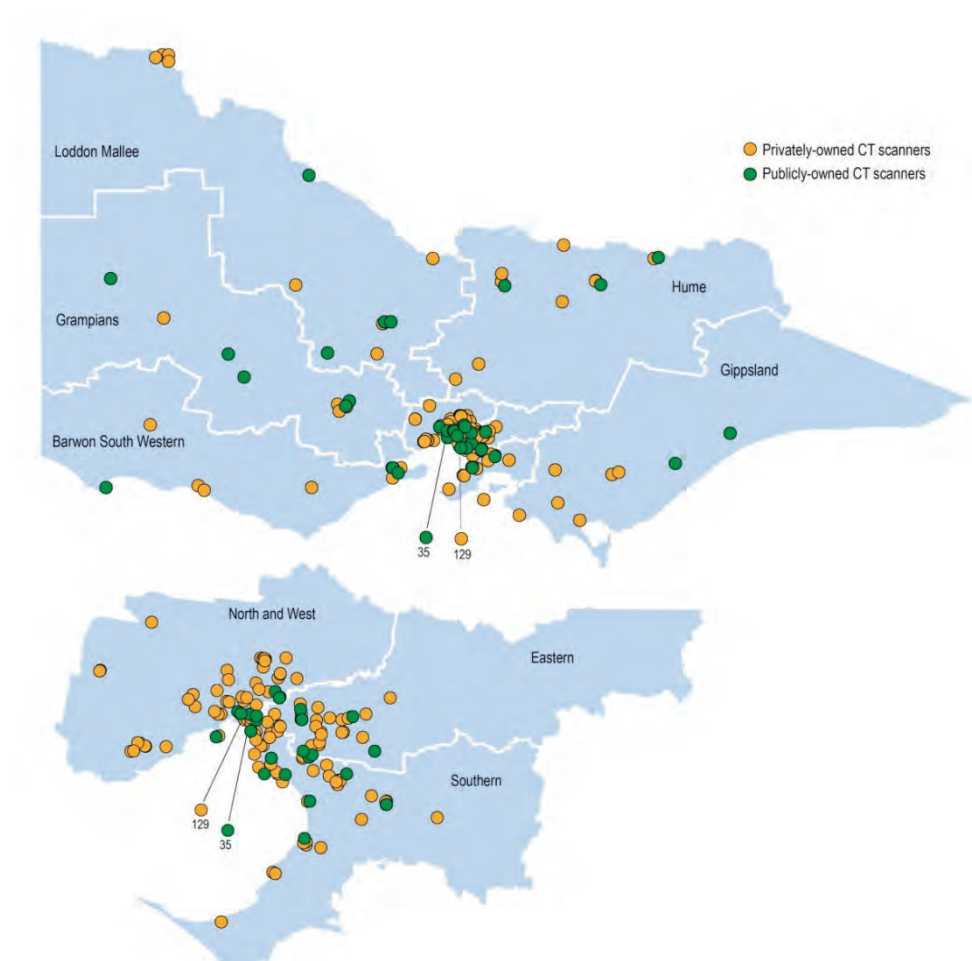 Loddon Mallee
Privately-owned CT scanners
Publicly-owned CT scanners
Hume
Grampians
Gippsland
Barwon South Western
35
129
North and West
Eastern
Southern
129
35